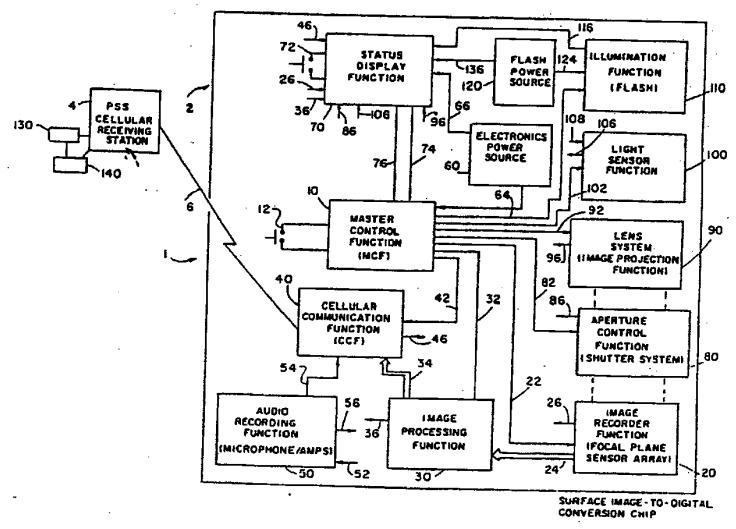 46
72
26
36
STATUS
DISPLAY
FUNCTION
70
86
106
96
136
66
116
FLASH
POWER
SOURCE
120
124
ILLUMINATION
FUNCTION
(FLASH)
110
2
4
PSS
CELLULAR
RECEIVING
STATION
130
140
6
1
76
74
60
ELECTRONICS
POWER
SOURCE
64
108
106
LIGHT
SENSOR
FUNCTION
100
102
10
12
MASTER
CONTROL
FUNCTION
(MCF)
92
LENS
SYSTEM
(IMAGE PROJECTION
FUNCTION)
90
96
82
42
32
40
CELLULAR
COMMUNICATION
FUNCTION
(CCF)
46
86
APERTURE
CONTROL
FUNCTION
(SHUTTER SYSTEM)
80
54
34
22
AUDIO
RECORDING
FUNCTION
(MICROPHONE/AMPS)
50
56
52
36
IMAGE
PROCESSING
FUNCTION
30
26
24
IMAGE
RECORDER
FUNCTION
(FOCAL PLANE
SENSOR ARRAY)
20
SURFACE IMAGE-TO-DIGITAL
CONVERSION CHIP